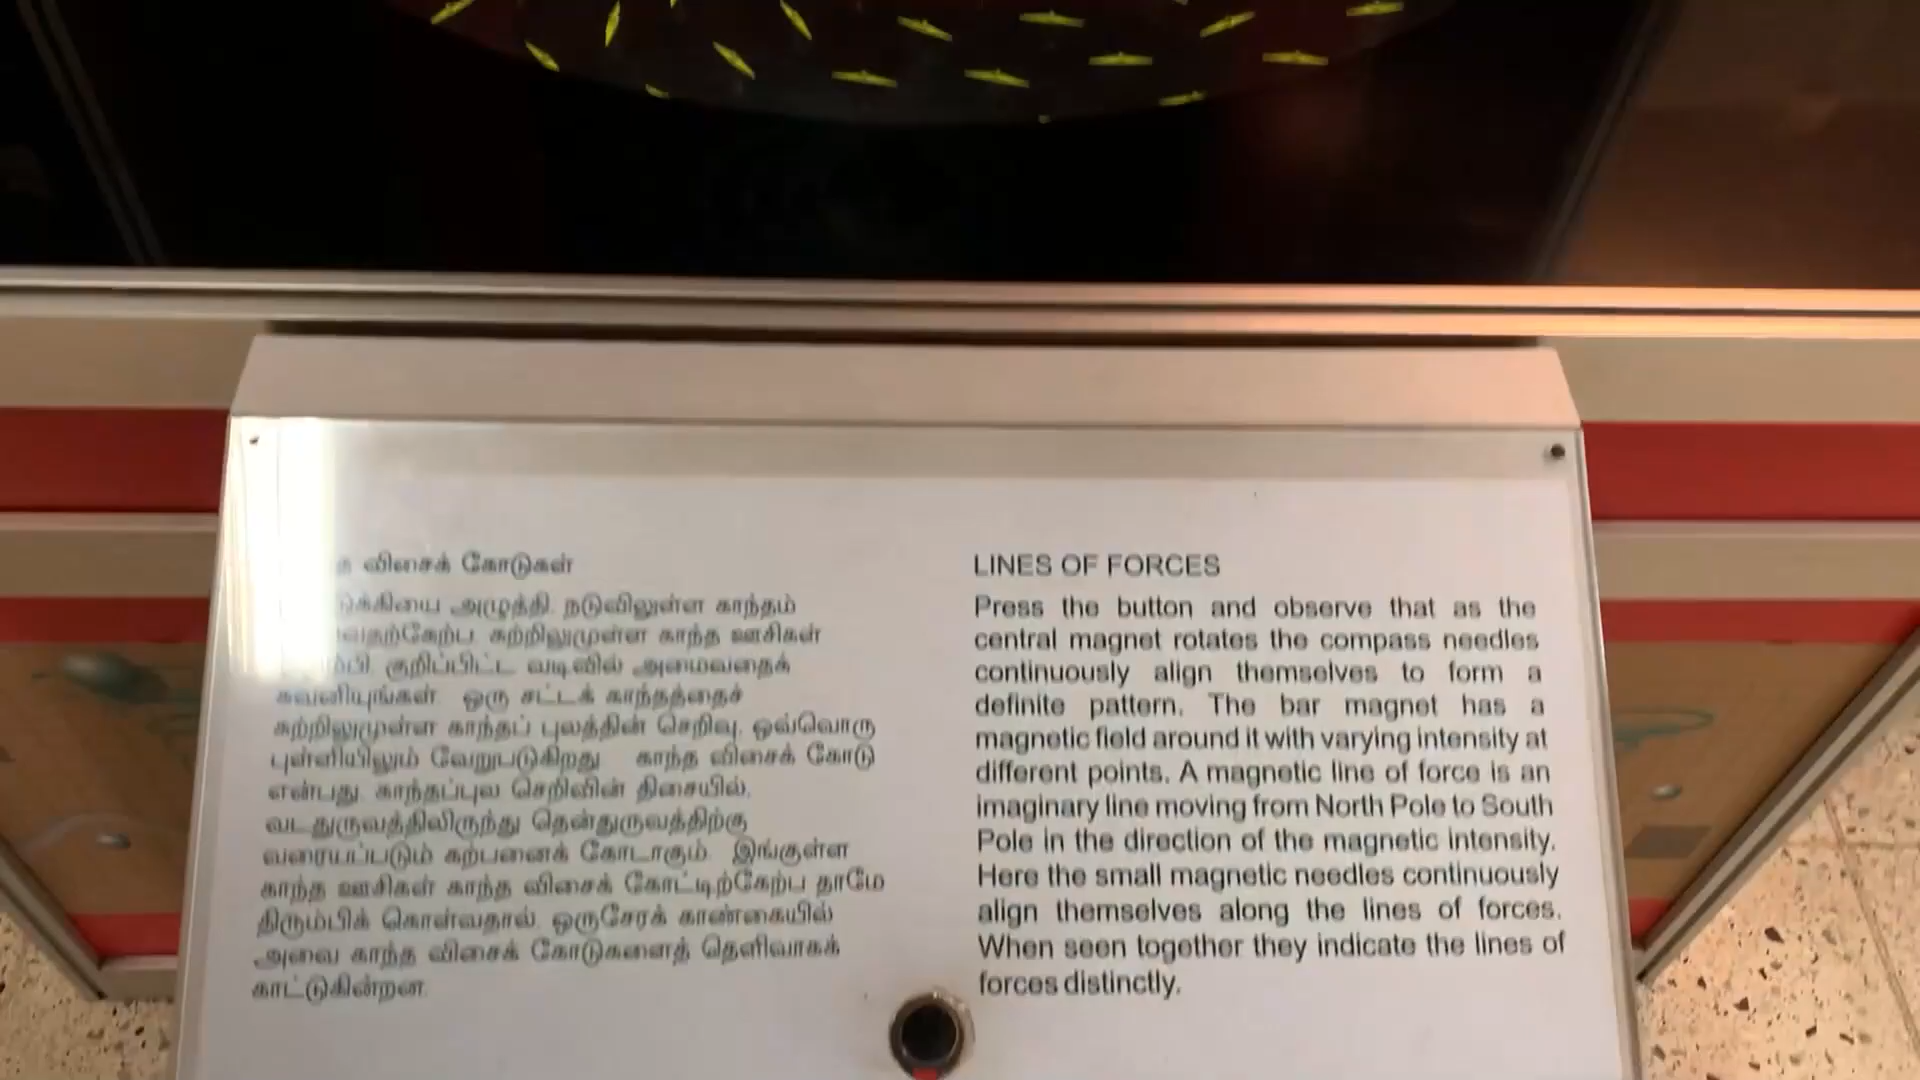 விசைக் கோடுகள்
அழுத்தி, நடுவிலுள்ள காந்தம்
சுற்றிலுமுள்ள காந்த ஊசிகள்
குறிப்பிட்ட வடிவில் அமைவதைக்
கவனியுங்கள். ஒரு சட்டக் காந்தத்தைச்
சுற்றிலுமுள்ள காந்தப் புலத்தின் செறிவு, ஒவ்வொரு
புள்ளியிலும் வேறுபடுகிறது. காந்த விசைக் கோடு
என்பது, காந்தப்புல செறிவின் திசையில்,
வடதுருவத்திலிருந்து தென்துருவத்திற்கு
வரையப்படும் கற்பனைக் கோடாகும். இங்குள்ள
காந்த ஊசிகள் காந்த விசைக் கோட்டிற்கேற்ப தாமே
திரும்பிக் கொள்வதால், ஒருசேரக் காண்கையில்
அவை காந்த விசைக் கோடுகளைத் தெளிவாகக்
காட்டுகின்றன.
LINES OF FORCES
Press the button and observe that as the
central magnet rotates the compass needles
continuously align themselves to form a
definite pattern. The bar magnet has a
magnetic field around it with varying intensity at
different points. A magnetic line of force is an
imaginary line moving from North Pole to South
Pole in the direction of the magnetic intensity.
Here the small magnetic needles continuously
align themselves along the lines of forces.
When seen together they indicate the lines of
forces distinctly.